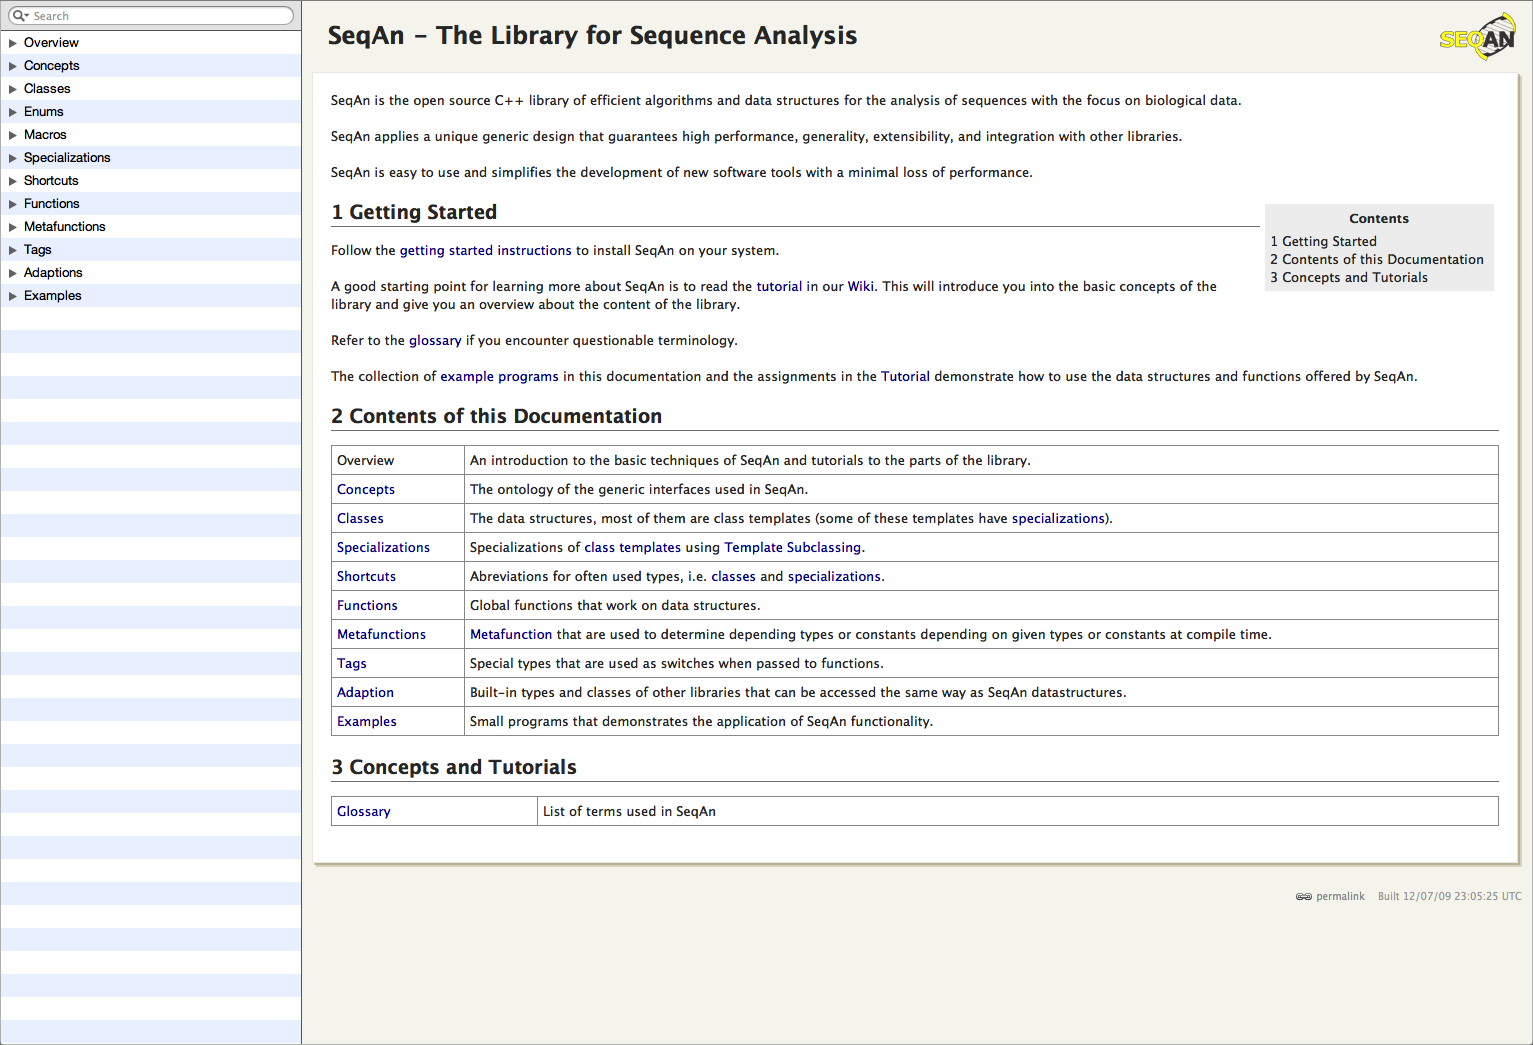 Search
Overview
Concepts
Classes
Enums
Macros
Specializations
Shortcuts
Functions
Metafunctions
Tags
Adaptions
Examples
SeqAn - The Library for Sequence Analysis
SEQAN
SeqAn is the open source C++ library of efficient algorithms and data structures for the analysis of sequences with the focus on biological data.
SeqAn applies a unique generic design that guarantees high performance, generality, extensibility, and integration with other libraries.
SeqAn is easy to use and simplifies the development of new software tools with a minimal loss of performance.
1 Getting Started
Contents
1 Getting Started
2 Contents of this Documentation
3 Concepts and Tutorials
Follow the getting started instructions to install SeqAn on your system.
A good starting point for learning more about SeqAn is to read the tutorial in our Wiki. This will introduce you into the basic concepts of the
library and give you an overview about the content of the library.
Refer to the glossary if you encounter questionable terminology.
The collection of example programs in this documentation and the assignments in the Tutorial demonstrate how to use the data structures and functions offered by SeqAn.
2 Contents of this Documentation
Overview An introduction to the basic techniques of SeqAn and tutorials to the parts of the library.
Concepts The ontology of the generic interfaces used in SeqAn.
Classes The data structures, most of them are class templates (some of these templates have specializations).
Specializations Specializations of class templates using Template Subclassing.
Shortcuts Abreviations for often used types, i.e. classes and specializations.
Functions Global functions that work on data structures.
Metafunctions Metafunction that are used to determine depending types or constants depending on given types or constants at compile time.
Tags Special types that are used as switches when passed to functions.
Adaption Built-in types and classes of other libraries that can be accessed the same way as SeqAn datastructures.
Examples Small programs that demonstrates the application of SeqAn functionality.
3 Concepts and Tutorials
Glossary List of terms used in SeqAn
permalink Built 12/07/09 23:05:25 UTC